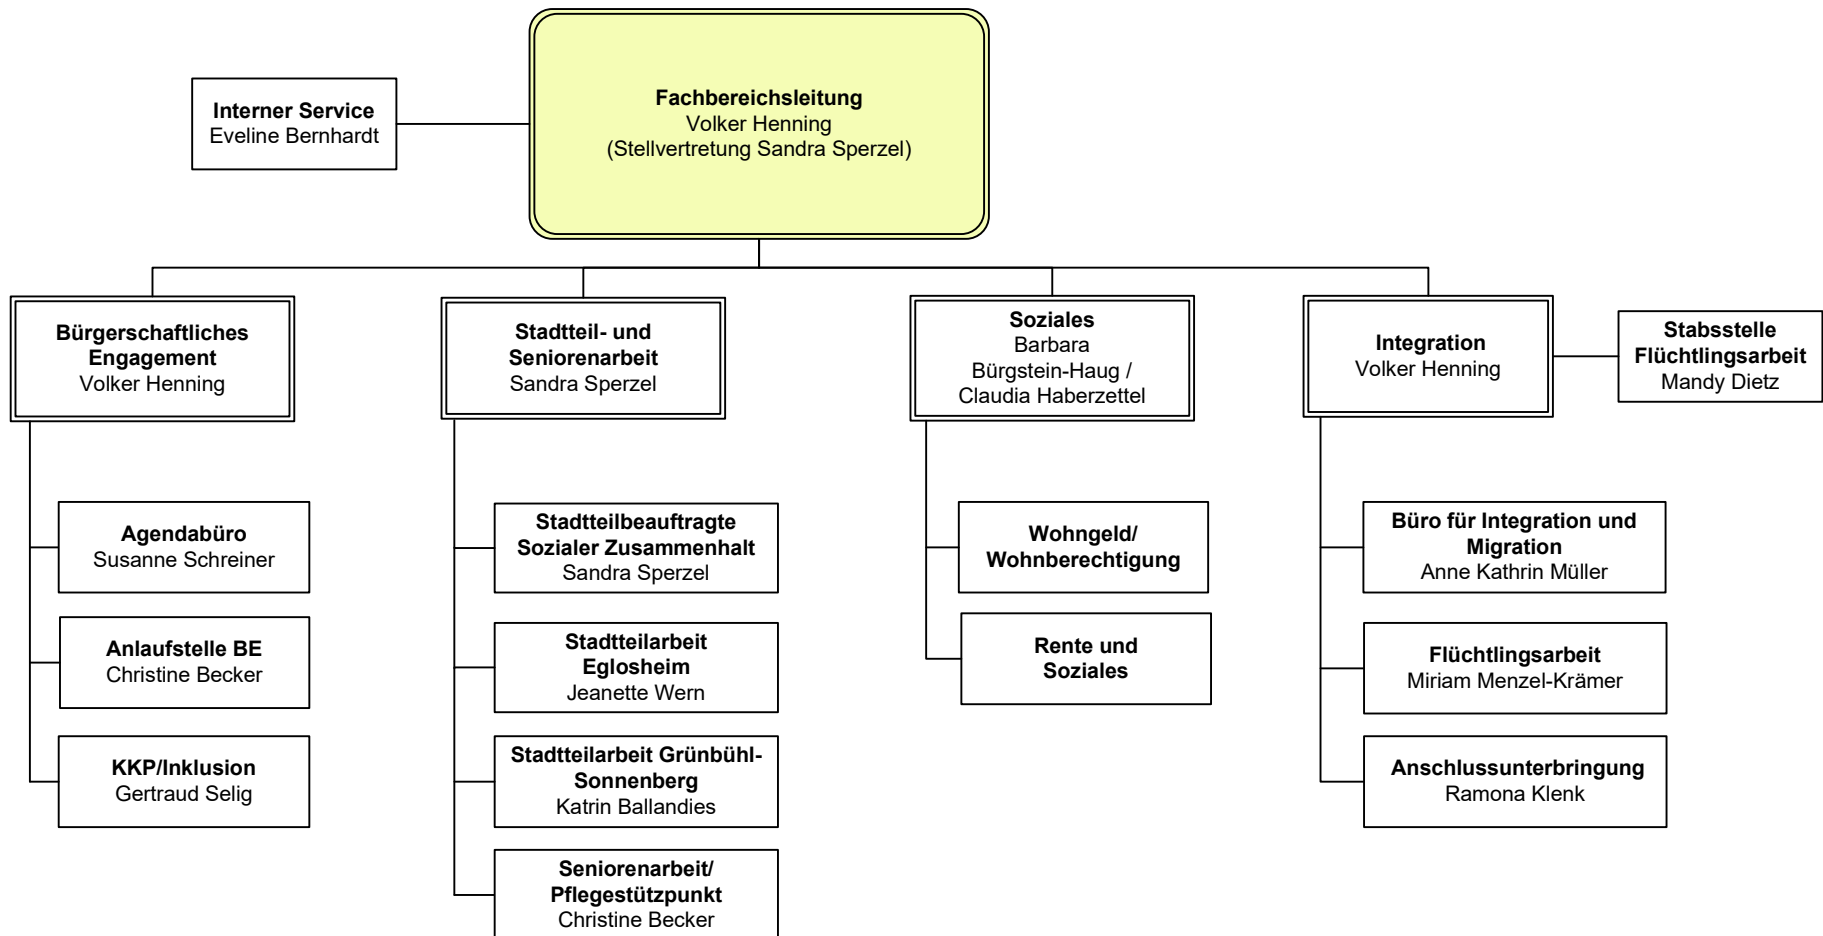 Fachbereichsleitung
Volker Henning
(Stellvertretung Sandra Sperzel)
Interner Service
Eveline Bernhardt
Bürgerschaftliches
Engagement
Volker Henning
Stadtteil- und
Seniorenarbeit
Sandra Sperzel
Soziales
Barbara
Bürgstein-Haug /
Claudia Haberzettel
Integration
Volker Henning
Stabsstelle
Flüchtlingsarbeit
Mandy Dietz
Agendabüro
Susanne Schreiner
Anlaufstelle BE
Christine Becker
KKP/Inklusion
Gertraud Selig
Stadtteilbeauftragte
Sozialer Zusammenhalt
Sandra Sperzel
Stadtteilarbeit
Eglosheim
Jeanette Wern
Stadtteilarbeit Grünbühl-
Sonnenberg
Katrin Ballandies
Seniorenarbeit/
Pflegestützpunkt
Christine Becker
Wohngeld/
Wohnberechtigung
Rente und
Soziales
Büro für Integration und
Migration
Anne Kathrin Müller
Flüchtlingsarbeit
Miriam Menzel-Krämer
Anschlussunterbringung
Ramona Klenk